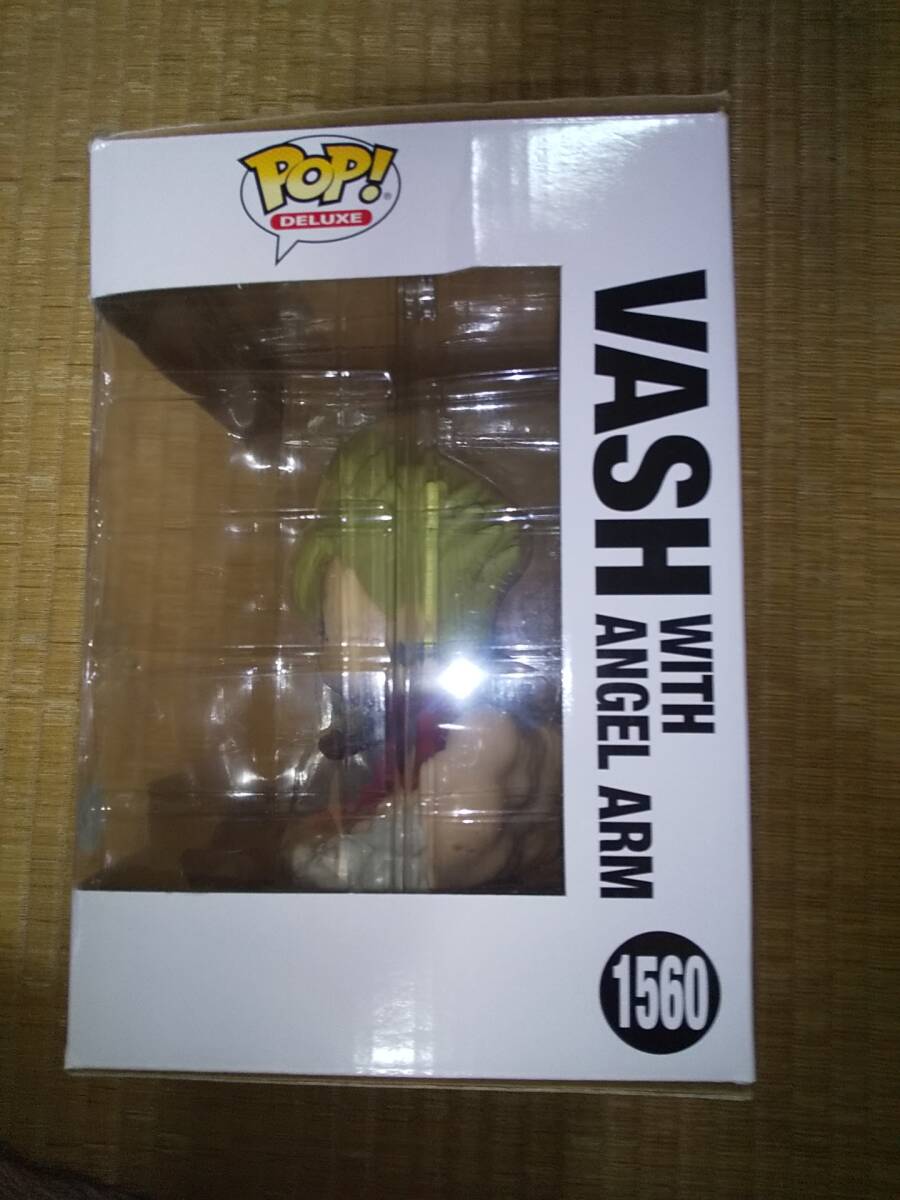 POP!
DELUXE
VASH
WITH
ANGEL ARM
1560